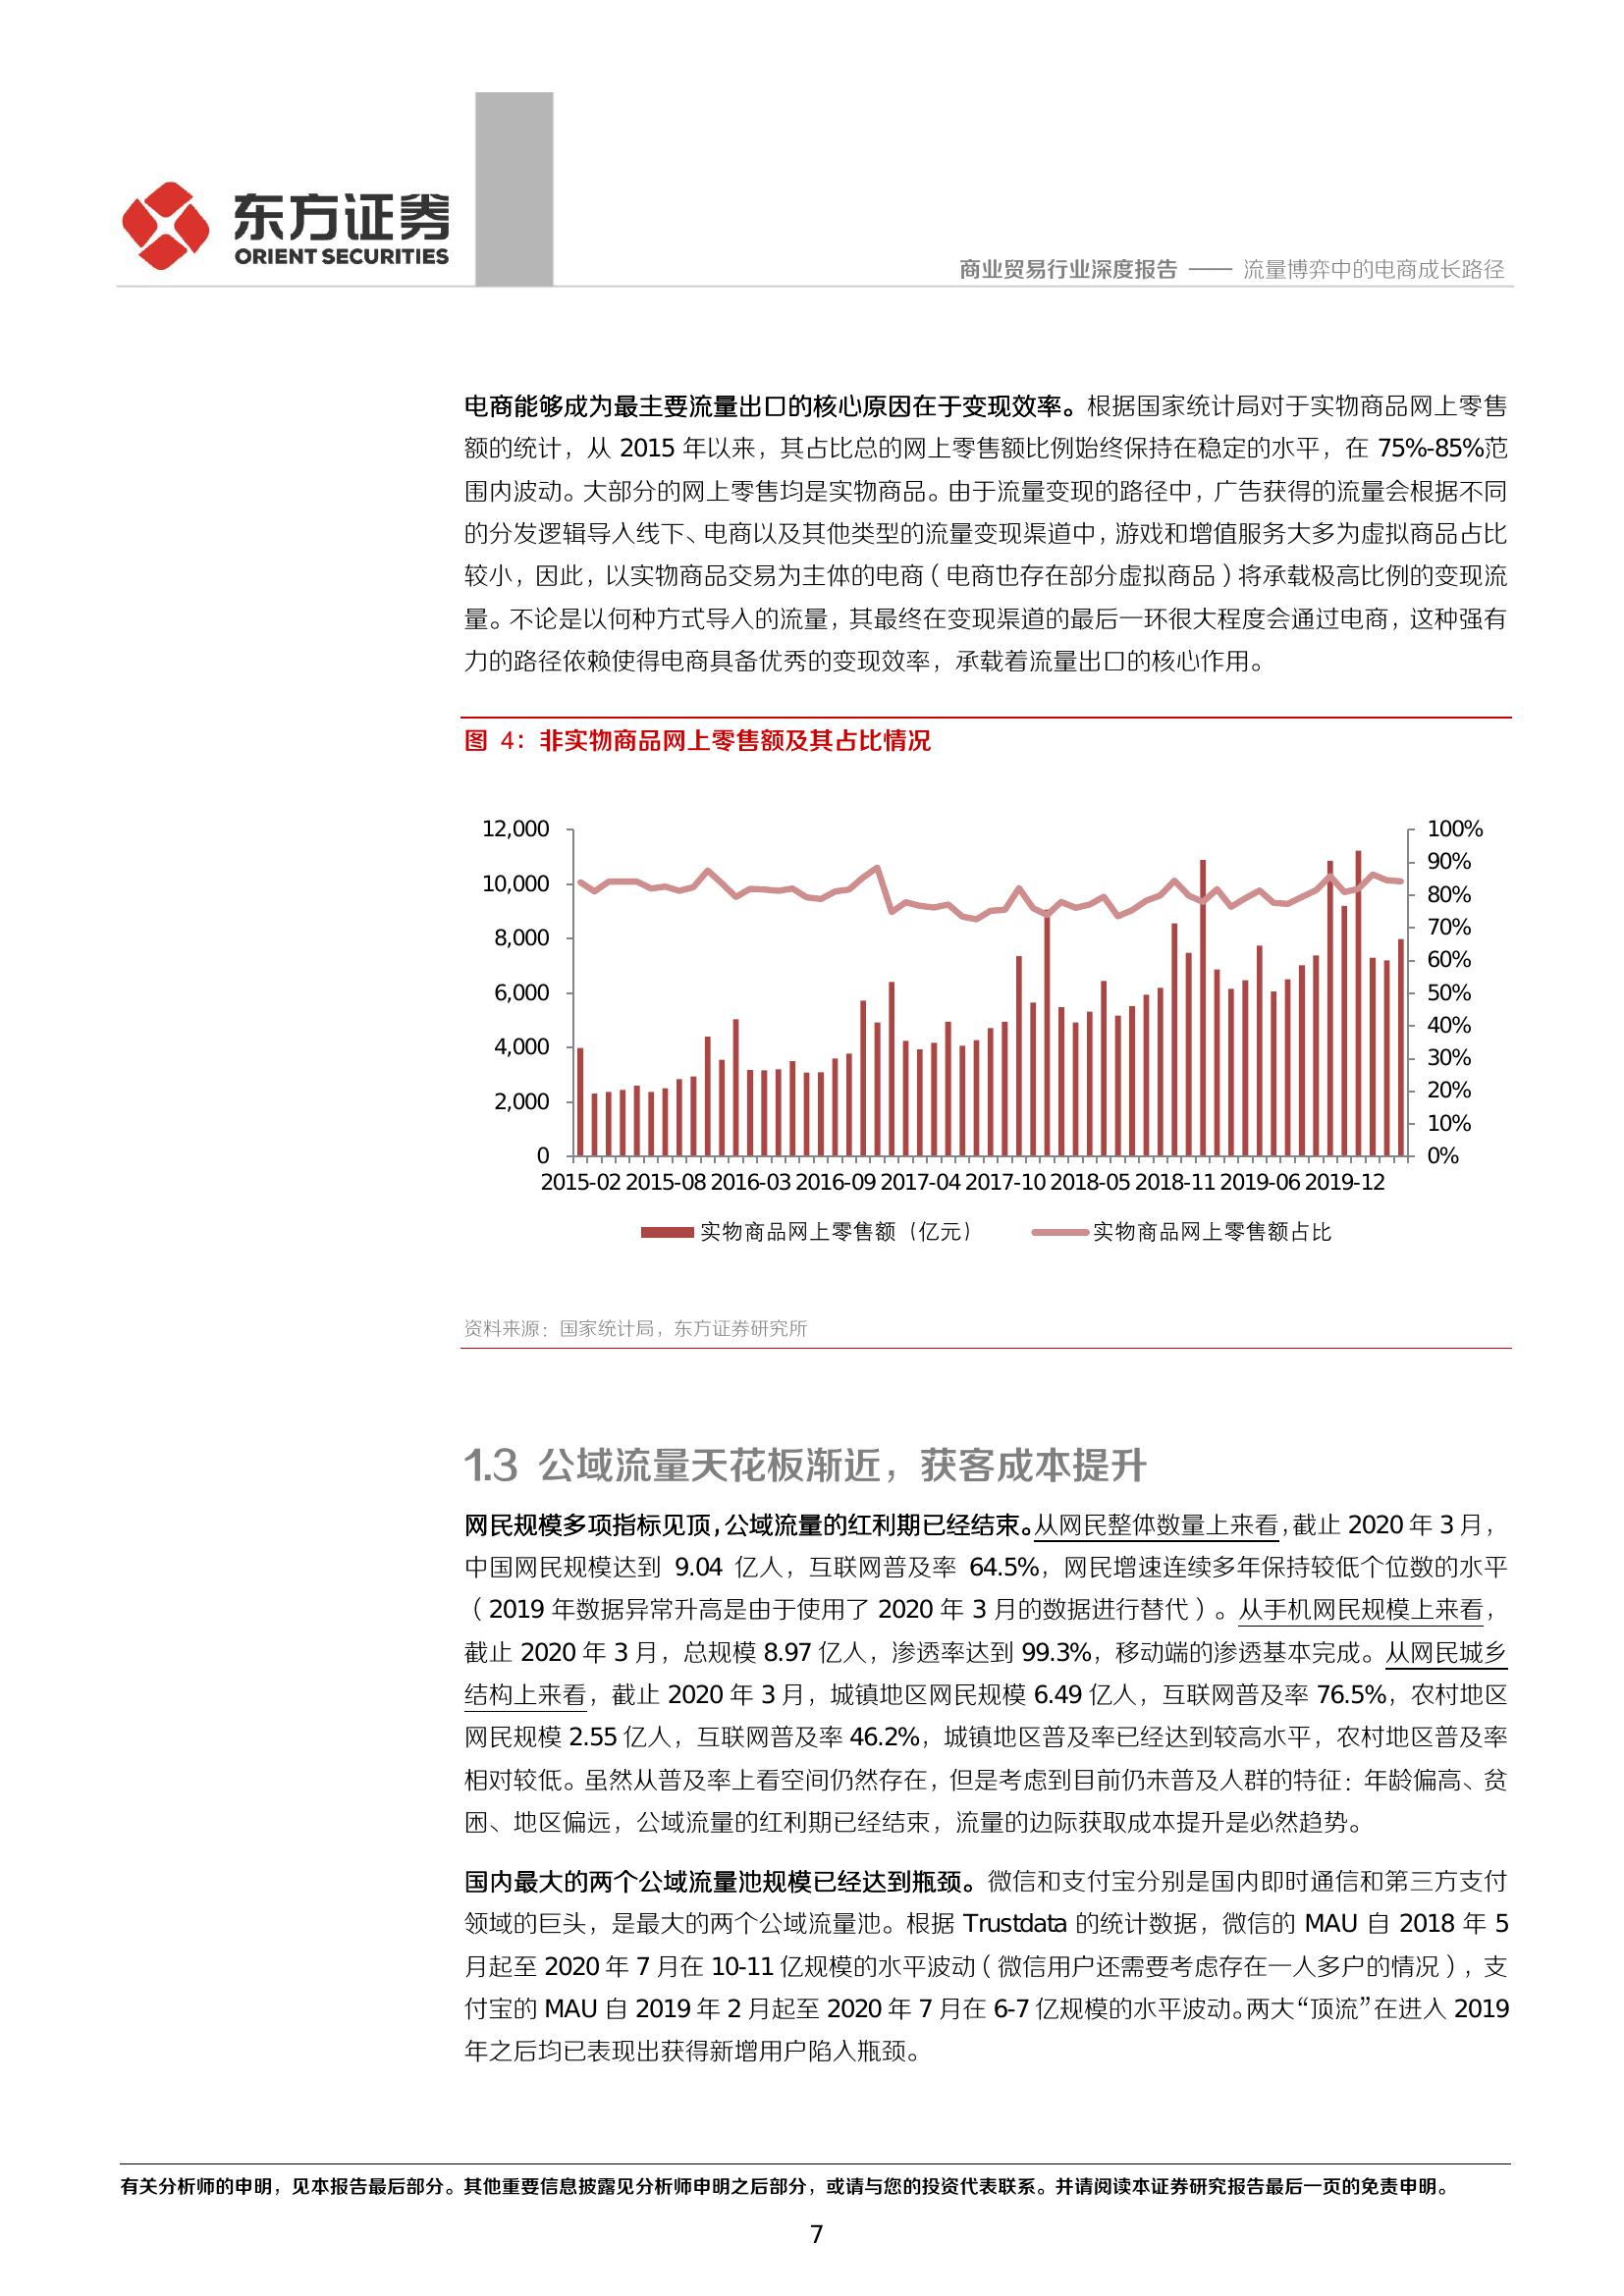 东方证券
ORIENT SECURITIES
商业贸易行业深度报告 —— 流量博弈中的电商成长路径
电商能够成为最主要流量出口的核心原因在于变现效率。根据国家统计局对于实物商品网上零售
额的统计，从 2015 年以来，其占比总的网上零售额比例始终保持在稳定的水平，在 75%-85%范
围内波动。大部分的网上零售均是实物商品。由于流量变现的路径中，广告获得的流量会根据不同
的分发逻辑导入线下、电商以及其他类型的流量变现渠道中，游戏和增值服务大多为虚拟商品占比
较小，因此，以实物商品交易为主体的电商（电商也存在部分虚拟商品）将承载极高比例的变现流
量。不论是以何种方式导入的流量，其最终在变现渠道的最后一环很大程度会通过电商，这种强有
力的路径依赖使得电商具备优秀的变现效率，承载着流量出口的核心作用。
图 4：非实物商品网上零售额及其占比情况
12,000
10,000
8,000
6,000
4,000
2,000
0
100%
90%
80%
70%
60%
50%
40%
30%
20%
10%
0%
2015-02 2015-08 2016-03 2016-09 2017-04 2017-10 2018-05 2018-11 2019-06 2019-12
实物商品网上零售额（亿元） 实物商品网上零售额占比
资料来源：国家统计局，东方证券研究所
1.3 公域流量天花板渐近，获客成本提升
网民规模多项指标见顶，公域流量的红利期已经结束。从网民整体数量上来看，截止 2020 年 3 月，
中国网民规模达到 9.04 亿人，互联网普及率 64.5%，网民增速连续多年保持较低个位数的水平
（2019 年数据异常升高是由于使用了 2020 年 3 月的数据进行替代）。从手机网民规模上来看，
截止 2020 年 3 月，总规模 8.97 亿人，渗透率达到 99.3%，移动端的渗透基本完成。从网民城乡
结构上来看，截止 2020 年 3 月，城镇地区网民规模 6.49 亿人，互联网普及率 76.5%，农村地区
网民规模 2.55 亿人，互联网普及率 46.2%，城镇地区普及率已经达到较高水平，农村地区普及率
相对较低。虽然从普及率上看空间仍然存在，但是考虑到目前仍未普及人群的特征：年龄偏高、贫
困、地区偏远，公域流量的红利期已经结束，流量的边际获取成本提升是必然趋势。
国内最大的两个公域流量池规模已经达到瓶颈。微信和支付宝分别是国内即时通信和第三方支付
领域的巨头，是最大的两个公域流量池。根据 Trustdata 的统计数据，微信的 MAU 自 2018 年 5
月起至 2020 年 7 月在 10-11 亿规模的水平波动（微信用户还需要考虑存在一人多户的情况），支
付宝的 MAU 自 2019 年 2 月起至 2020 年 7 月在 6-7 亿规模的水平波动。两大“顶流”在进入 2019
年之后均已表现出获得新增用户陷入瓶颈。
有关分析师的申明，见本报告最后部分。其他重要信息披露见分析师申明之后部分，或请与您的投资代表联系。并请阅读本证券研究报告最后一页的免责申明。
7